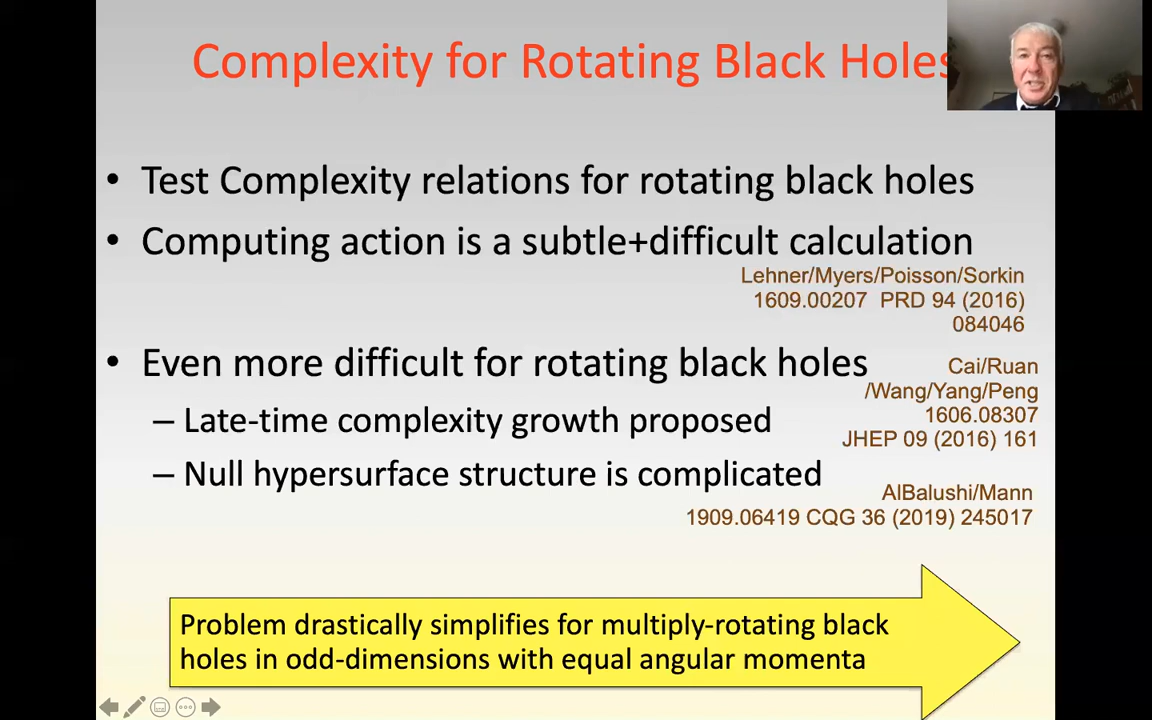 Complexity for Rotating Black Holes
• Test Complexity relations for rotating black holes
• Computing action is a subtle+difficult calculation
Lehner/Myers/Poisson/Sorkin
1609.00207 PRD 94 (2016)
084046
• Even more difficult for rotating black holes
Cai/Ruan
/Wang/Yang/Peng
1606.08307
JHEP 09 (2016) 161
– Late-time complexity growth proposed
– Null hypersurface structure is complicated
AlBalushi/Mann
1909.06419 CQG 36 (2019) 245017
Problem drastically simplifies for multiply-rotating black
holes in odd-dimensions with equal angular momenta